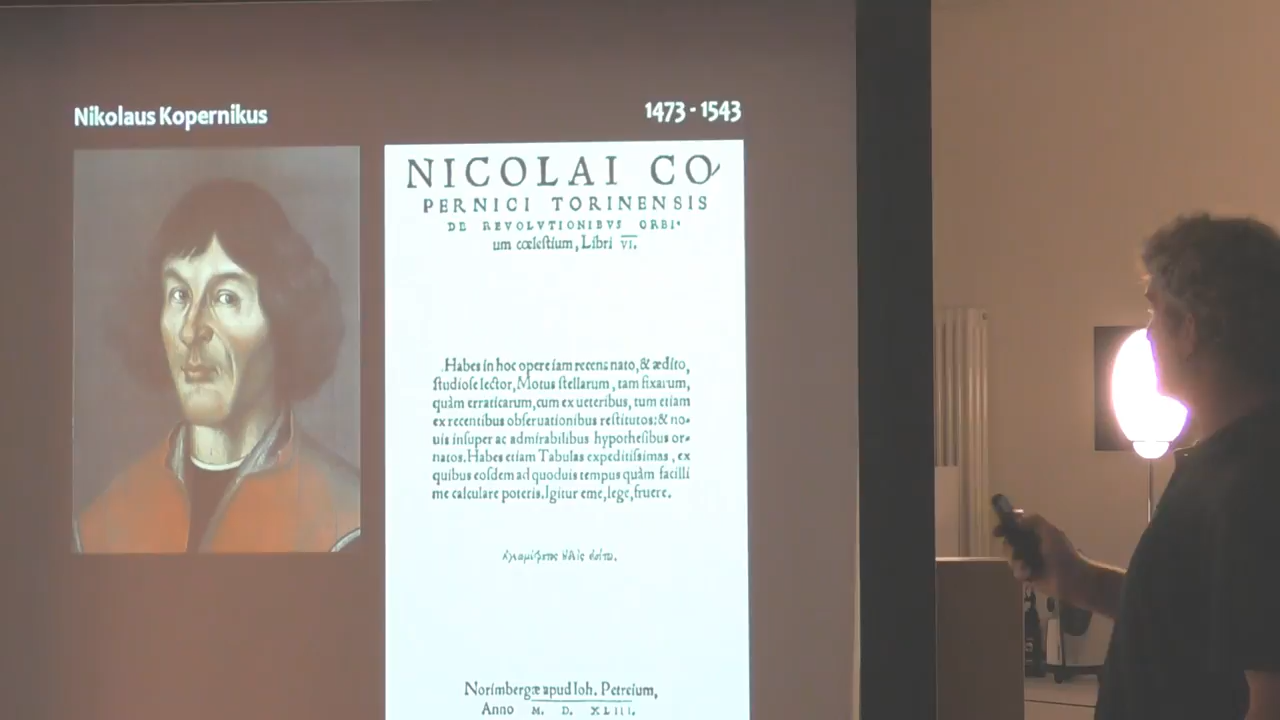 Nikolaus Kopernikus
1473 - 1543
NICOLAI CO
PERNICI TORINENSIS
DE REVOLVTIONIBVS ORBI-
um cœleſtium, Libri VI.
Habes in hoc opere iam recens nato, & ædito,
ſtudioſe lector, Motus ſtellarum, tam fixarum,
quàm erraticarum, cum ex ueteribus, tum etiam
ex recentibus obſeruationibus reſtitutos: & no-
uis inſuper ac admirabilibus hypotheſibus or-
natos. Habes etiam Tabulas expeditiſsimas, ex
quibus eoſdem ad quoduis tempus quàm facilli
me calculare poteris. Igitur eme, lege, fruere.
Norimbergæ apud Ioh. Petreium,
Anno M. D. XLIII.